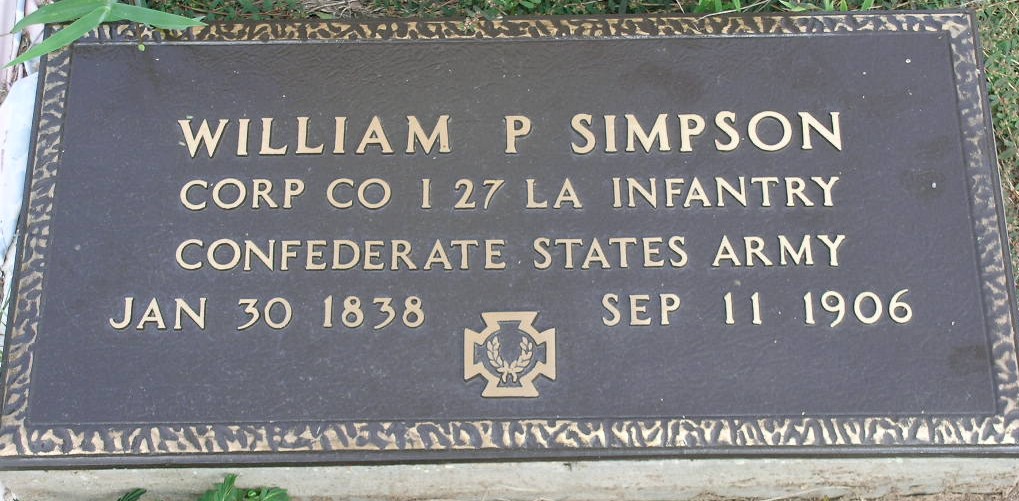 WILLIAM P SIMPSON
CORP CO I 27 LA INFANTRY
CONFEDERATE STATES ARMY
JAN 30 1838 SEP 11 1906